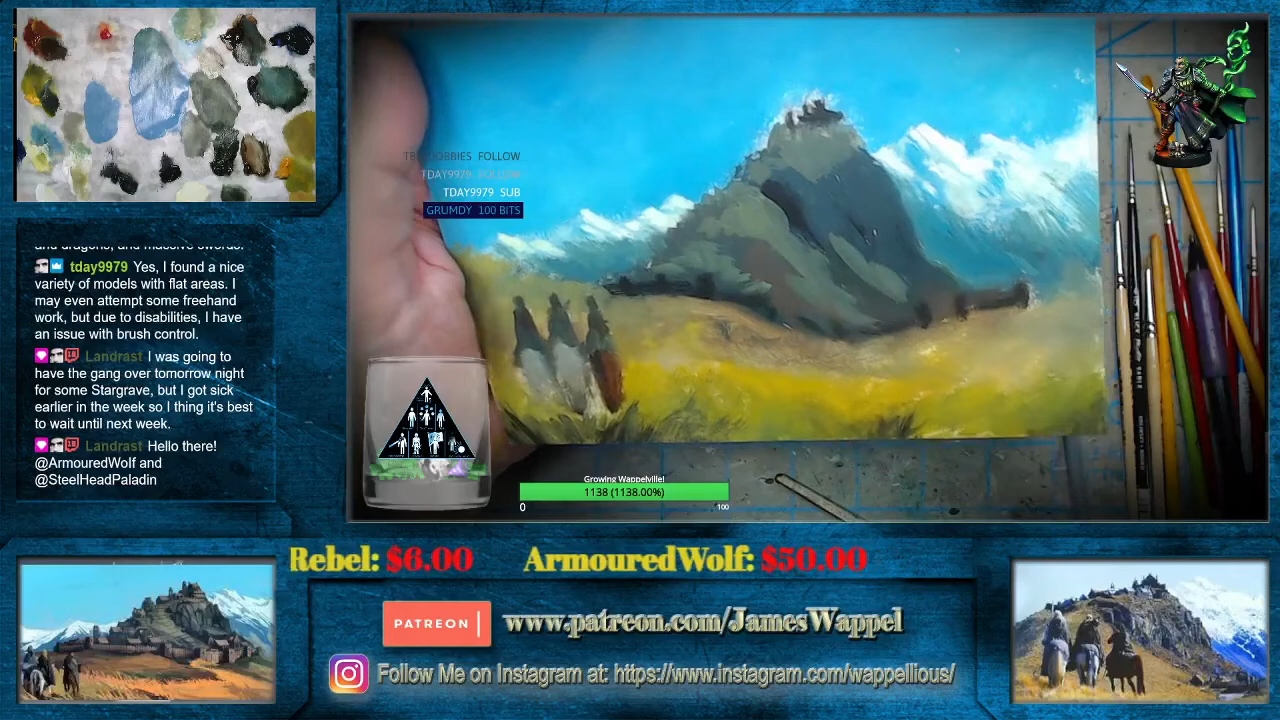 and dragons, and massive swords.
tday9979 Yes, I found a nice
variety of models with flat areas. I
may even attempt some freehand
work, but due to disabilities, I have
an issue with brush control.
Landrast I was going to
have the gang over tomorrow night
for some Stargrave, but I got sick
earlier in the week so I thing it's best
to wait until next week.
Landrast Hello there!
@ArmouredWolf and
@SteelHeadPaladin
FOLLOW
TDAY9979 FOLLOW
TDAY9979 SUB
GRUMDY 100 BITS
Growing Wappelville!
1138 (1138.00%)
0 100
Rebel: $6.00 ArmouredWolf: $50.00
PATREON www.patreon.com/JamesWappel
Follow Me on Instagram at: https://www.instagram.com/wappellious/